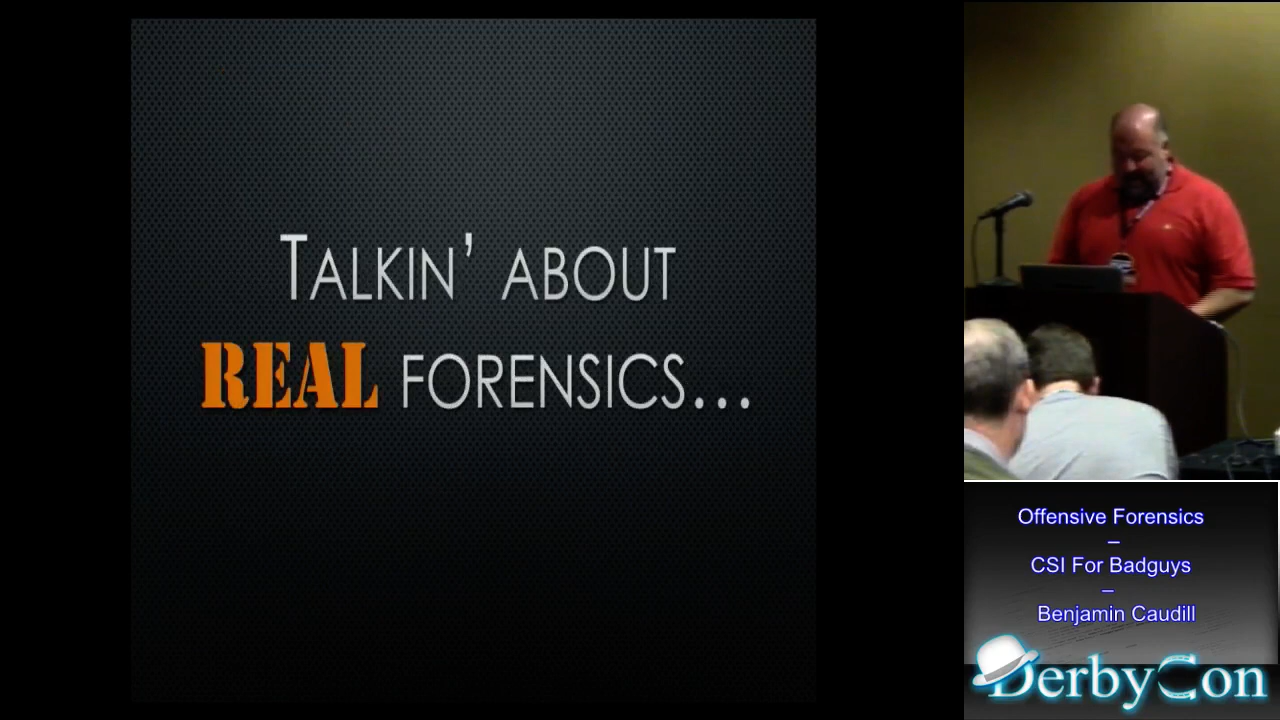 TALKIN' ABOUT
REAL FORENSICS...
Offensive Forensics
–
CSI For Badguys
–
Benjamin Caudill
DerbyCon